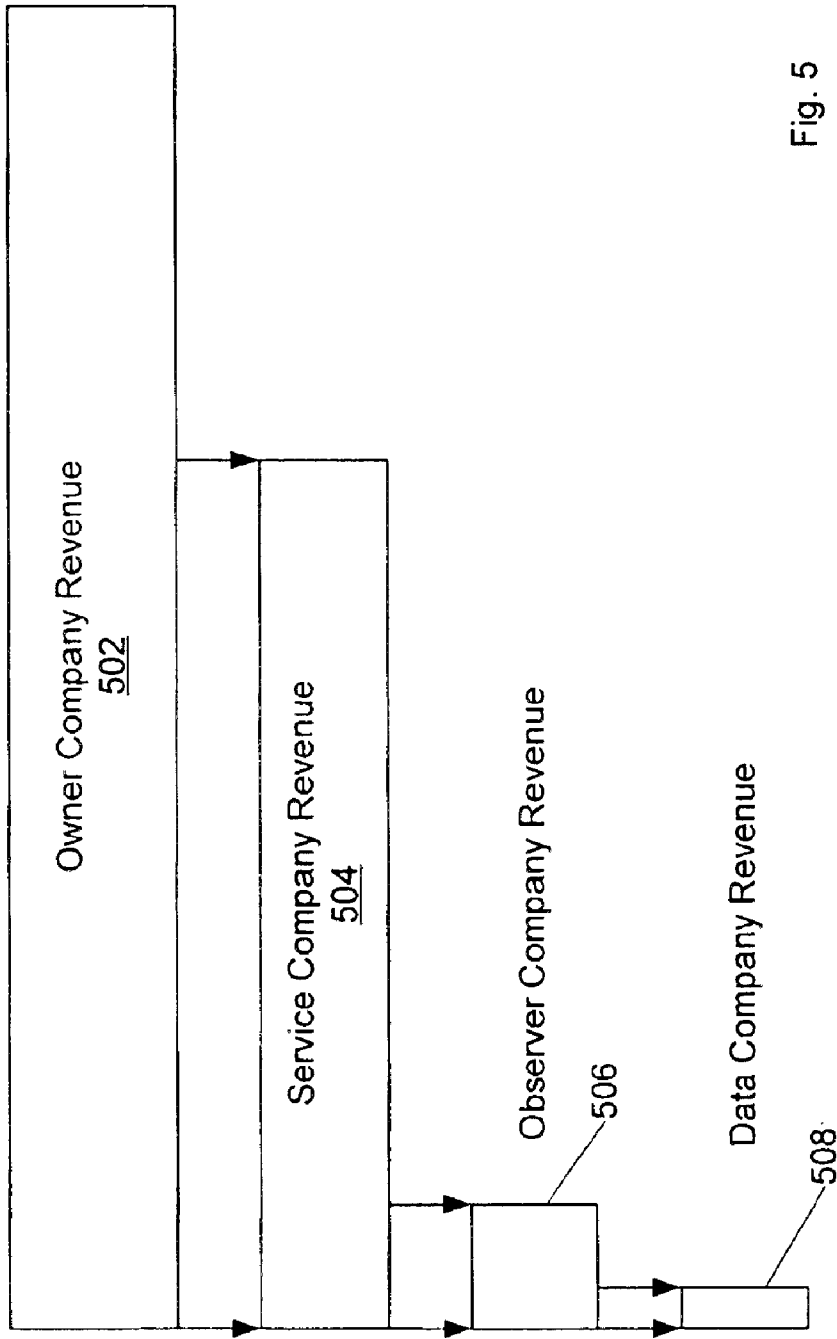 Owner Company Revenue
502
Service Company Revenue
504
Observer Company Revenue
506
Data Company Revenue
508
Fig. 5